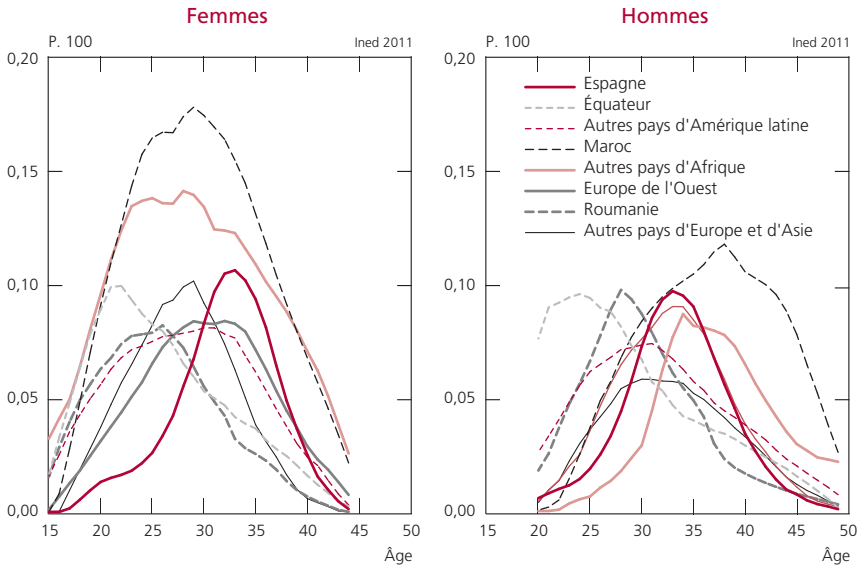 Femmes
P. 100
Ined 2011
0,20
0,15
0,10
0,05
0,00
15 20 25 30 35 40 45 50
Âge
Hommes
P. 100
Ined 2011
Espagne
Équateur
Autres pays d'Amérique latine
Maroc
Autres pays d'Afrique
Europe de l'Ouest
Roumanie
Autres pays d'Europe et d'Asie
0,20
0,15
0,10
0,05
0,00
15 20 25 30 35 40 45 50
Âge